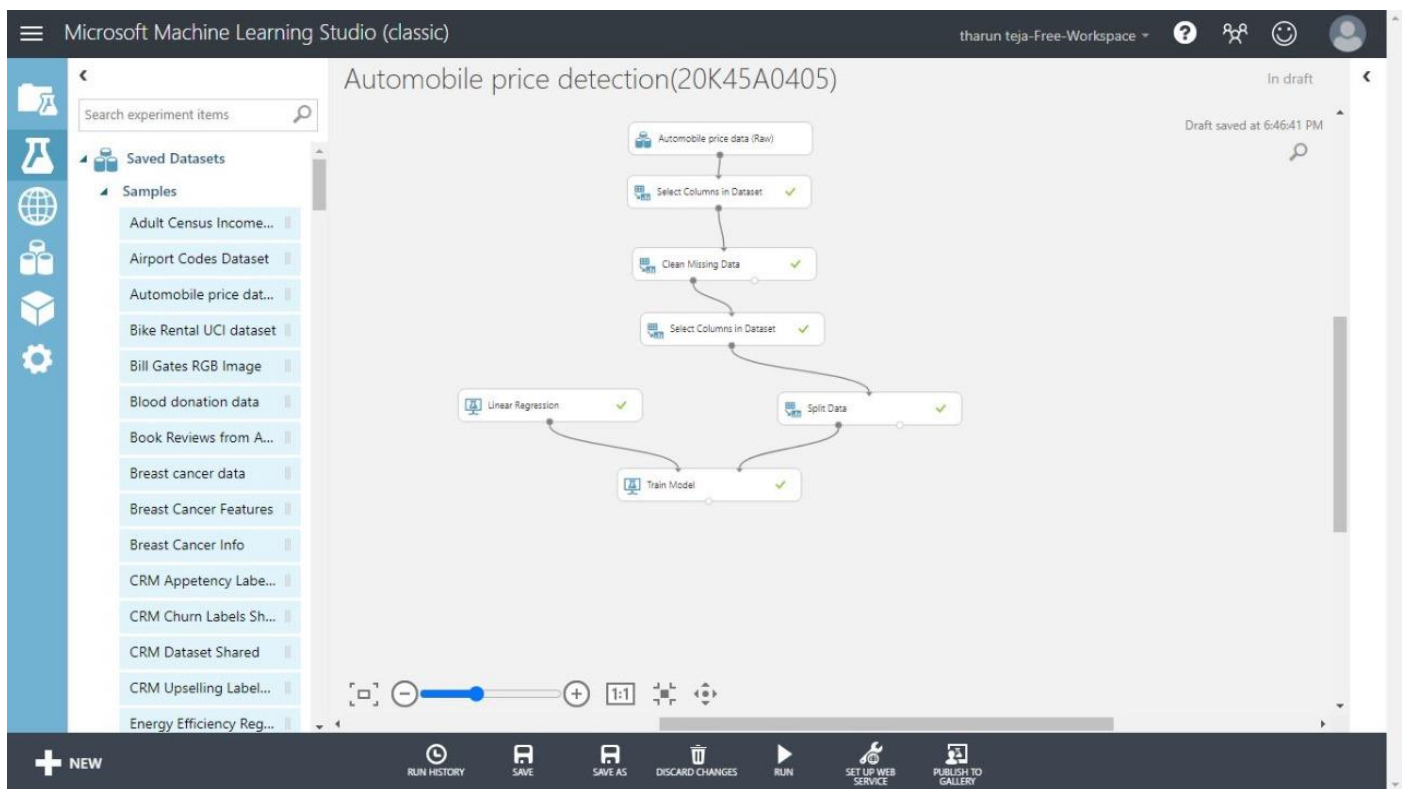 Microsoft Machine Learning Studio (classic)
tharun teja-Free-Workspace
?
Search experiment items
Saved Datasets
Samples
Adult Census Income...
Airport Codes Dataset
Automobile price dat...
Bike Rental UCI dataset
Bill Gates RGB Image
Blood donation data
Book Reviews from A...
Breast cancer data
Breast Cancer Features
Breast Cancer Info
CRM Appetency Labe...
CRM Churn Labels Sh...
CRM Dataset Shared
CRM Upselling Label...
Energy Efficiency Reg...
Automobile price detection(20K45A0405)
In draft
Draft saved at 6:46:41 PM
Automobile price data (Raw)
Select Columns in Dataset
Clean Missing Data
Select Columns in Dataset
Linear Regression
Split Data
Train Model
1:1
NEW
RUN HISTORY
SAVE
SAVE AS
DISCARD CHANGES
RUN
SET UP WEB
SERVICE
PUBLISH TO
GALLERY